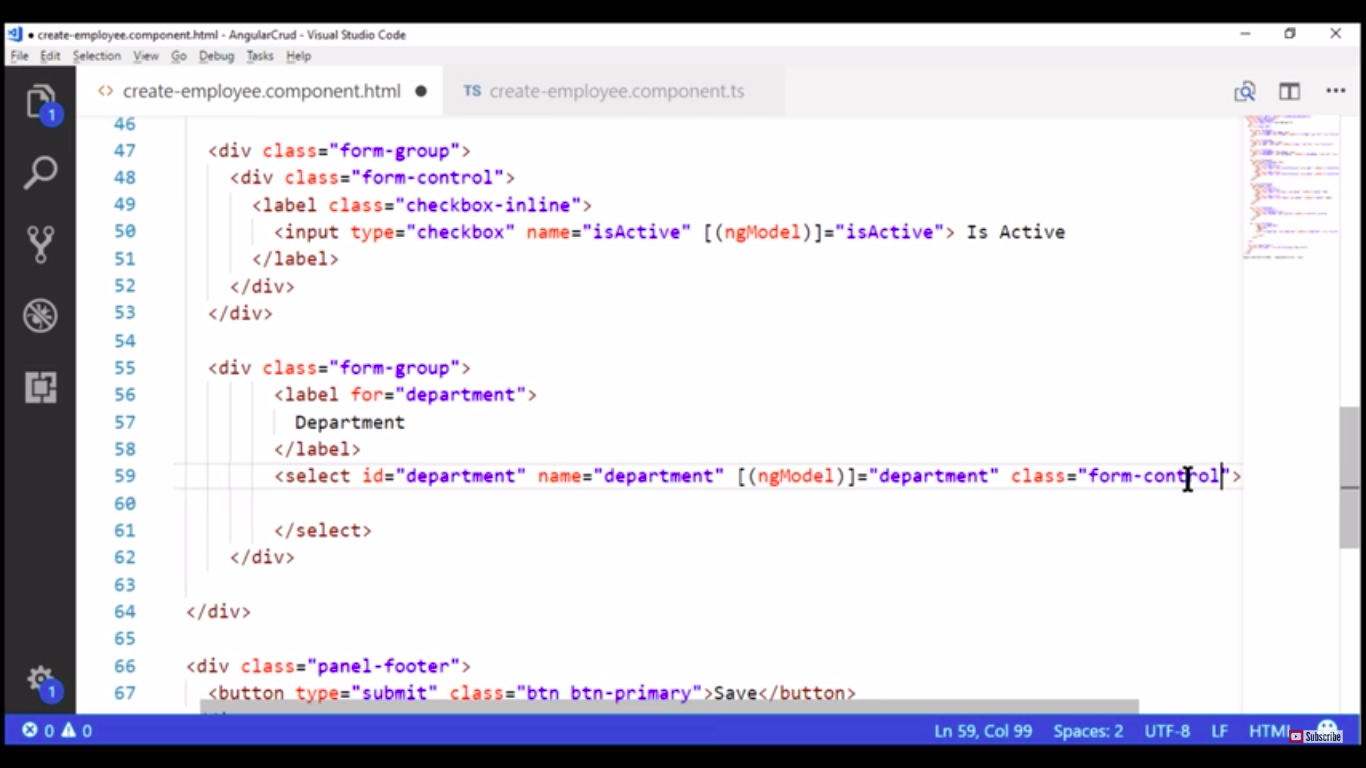 ● create-employee.component.html - AngularCrud - Visual Studio Code
File Edit Selection View Go Debug Tasks Help
1 <> create-employee.component.html ● TS create-employee.component.ts ...
46
47 <div class="form-group">
48 <div class="form-control">
49 <label class="checkbox-inline">
50 <input type="checkbox" name="isActive" [(ngModel)]="isActive"> Is Active
51 </label>
52 </div>
53 </div>
54
55 <div class="form-group">
56 <label for="department">
57 Department
58 </label>
59 <select id="department" name="department" [(ngModel)]="department" class="form-control">
60
61 </select>
62 </div>
63
64 </div>
65
66 <div class="panel-footer">
67 <button type="submit" class="btn btn-primary">Save</button>
1
0 0 Ln 59, Col 99 Spaces: 2 UTF-8 LF HTML Subscribe